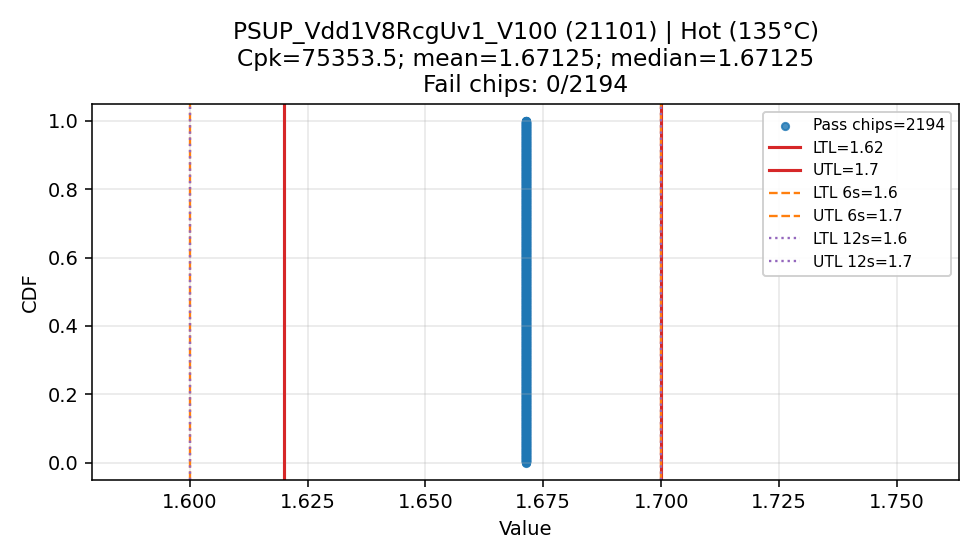 PSUP_Vdd1V8RcgUv1_V100 (21101) | Hot (135°C)
Cpk=75353.5; mean=1.67125; median=1.67125
Fail chips: 0/2194
1.0
0.8
0.6
0.4
0.2
0.0
CDF
Pass chips=2194
LTL=1.62
UTL=1.7
LTL 6s=1.6
UTL 6s=1.7
LTL 12s=1.6
UTL 12s=1.7
1.600 1.625 1.650 1.675 1.700 1.725 1.750
Value